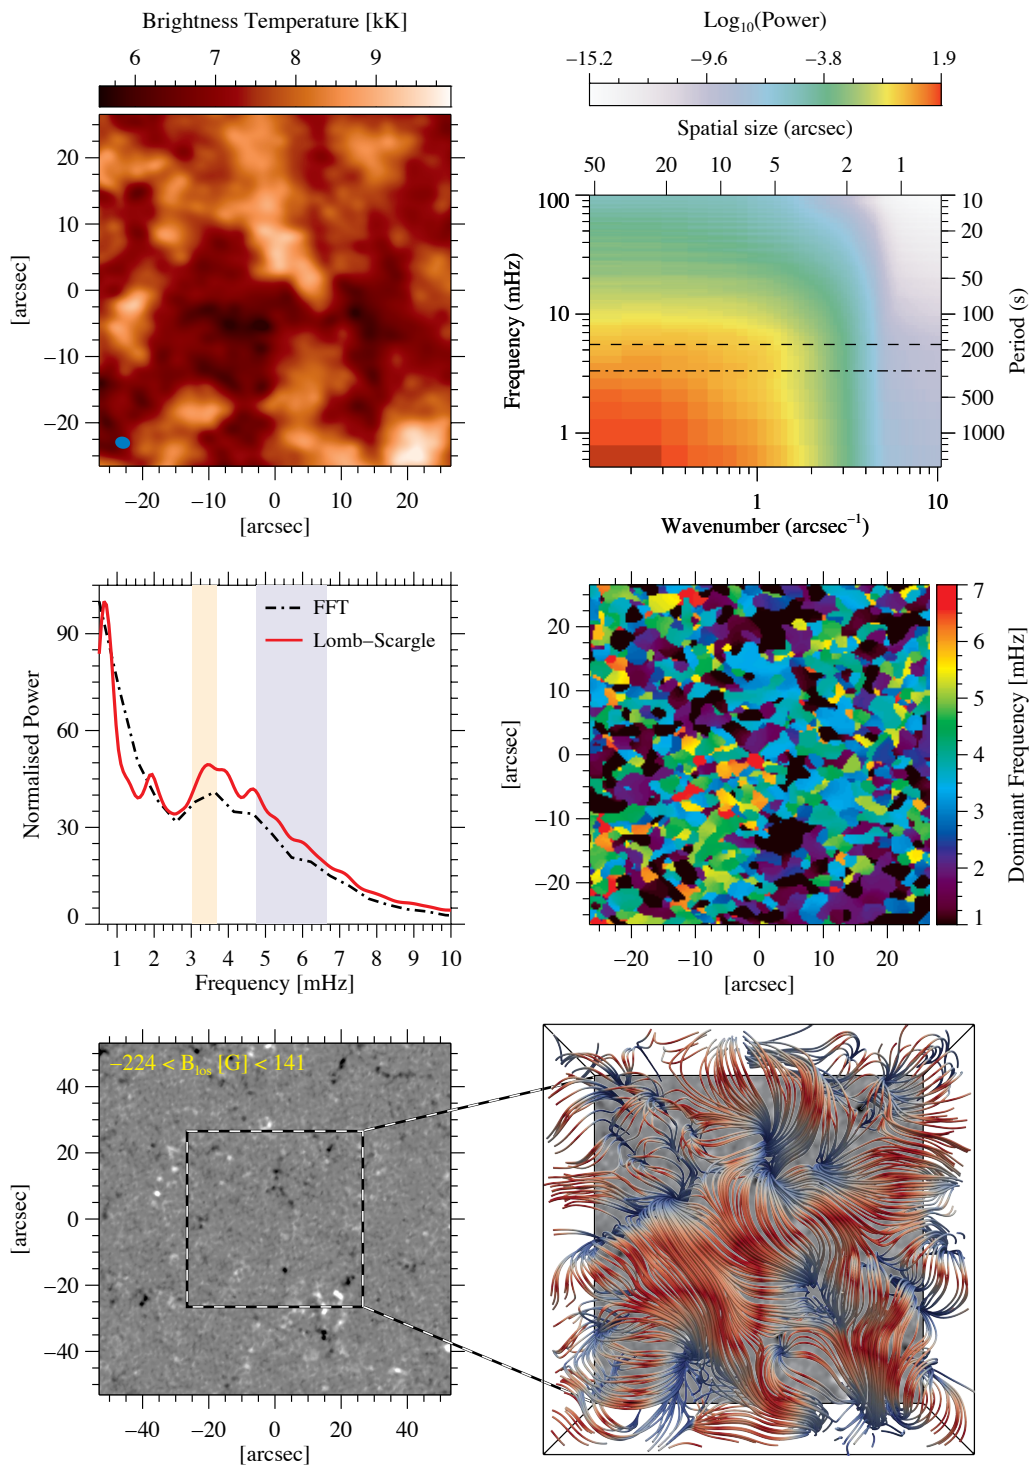 Brightness Temperature [kK]
6 7 8 9
[arcsec]
20
10
0
−10
−20
−20 −10 0 10 20
[arcsec]
Log10(Power)
−15.2 −9.6 −3.8 1.9
Spatial size (arcsec)
50 20 10 5 2 1
Frequency (mHz)
100
10
1
10
20
50
100
200
500
1000
Period (s)
1 10
Wavenumber (arcsec−1)
Normalised Power
90
60
30
0
FFT
Lomb−Scargle
1 2 3 4 5 6 7 8 9 10
Frequency [mHz]
[arcsec]
20
10
0
−10
−20
−20 −10 0 10 20
[arcsec]
7
6
5
4
3
2
1
Dominant Frequency [mHz]
−224 < Blos [G] < 141
[arcsec]
40
20
0
−20
−40
−40 −20 0 20 40
[arcsec]